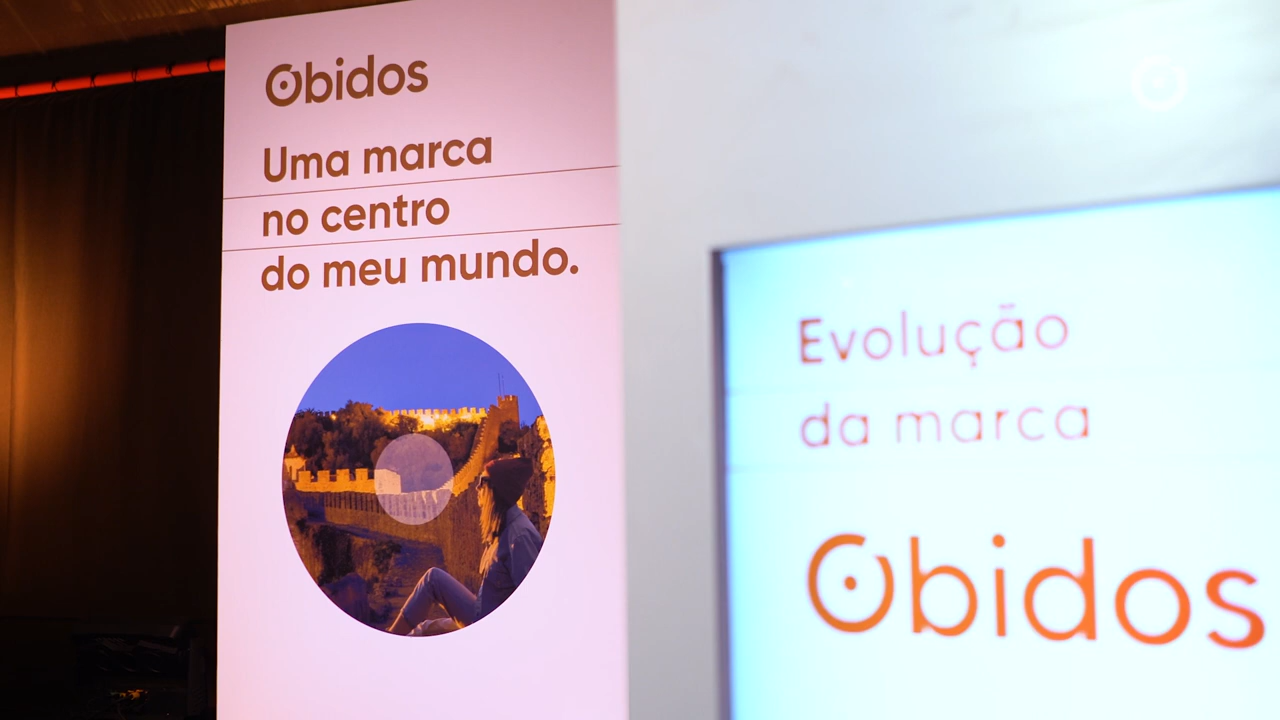 Óbidos
Uma marca
no centro
do meu mundo.
Evolução
da marca
Óbidos